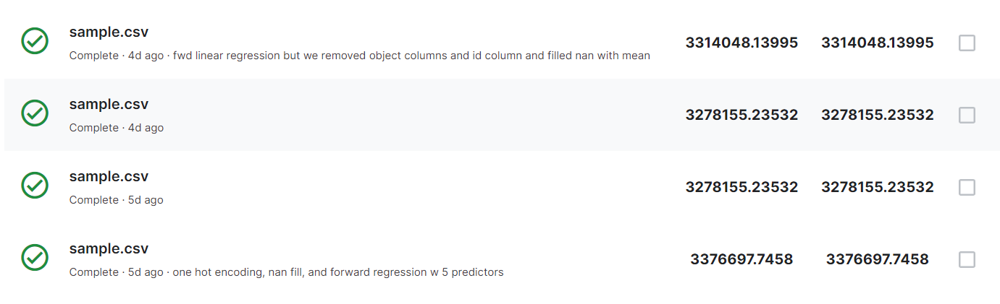 sample.csv
Complete · 4d ago · fwd linear regression but we removed object columns and id column and filled nan with mean
3314048.13995 3314048.13995
sample.csv
Complete · 4d ago
3278155.23532 3278155.23532
sample.csv
Complete · 5d ago
3278155.23532 3278155.23532
sample.csv
Complete · 5d ago · one hot encoding, nan fill, and forward regression w 5 predictors
3376697.7458 3376697.7458